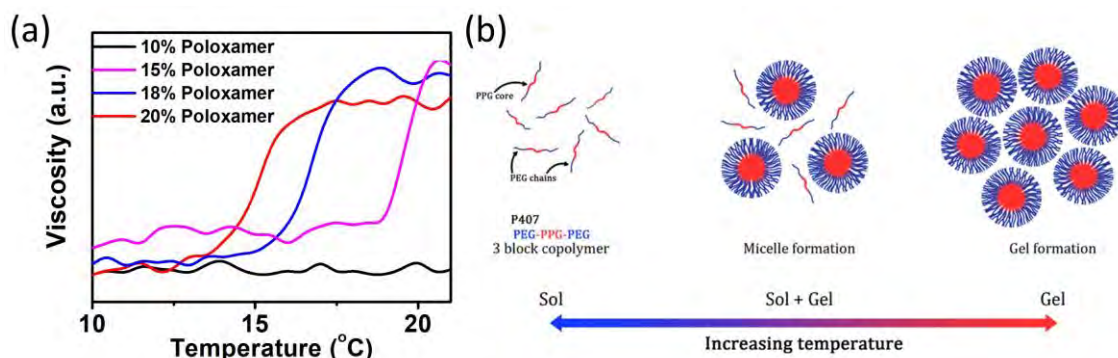 (a)
10% Poloxamer
15% Poloxamer
18% Poloxamer
20% Poloxamer
Viscosity (a.u.)
10 15 20
Temperature (°C)
(b)
PPG core
PEG chains
P407
PEG-PPG-PEG
3 block copolymer
Micelle formation
Gel formation
Sol Sol + Gel Gel
Increasing temperature